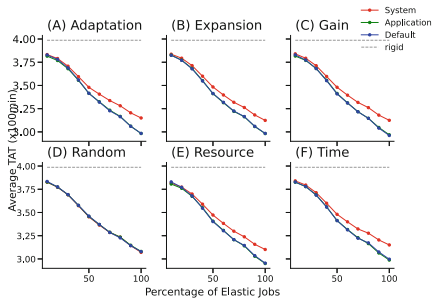 System
Application
Default
rigid
(A) Adaptation (B) Expansion (C) Gain
4,00
3,75
3,50
3,25
3,00
(D) Random (E) Resource (F) Time
4,00
3,75
3,50
3,25
3,00
50 100 50 100 50 100
Average TAT (x100min)
Percentage of Elastic Jobs